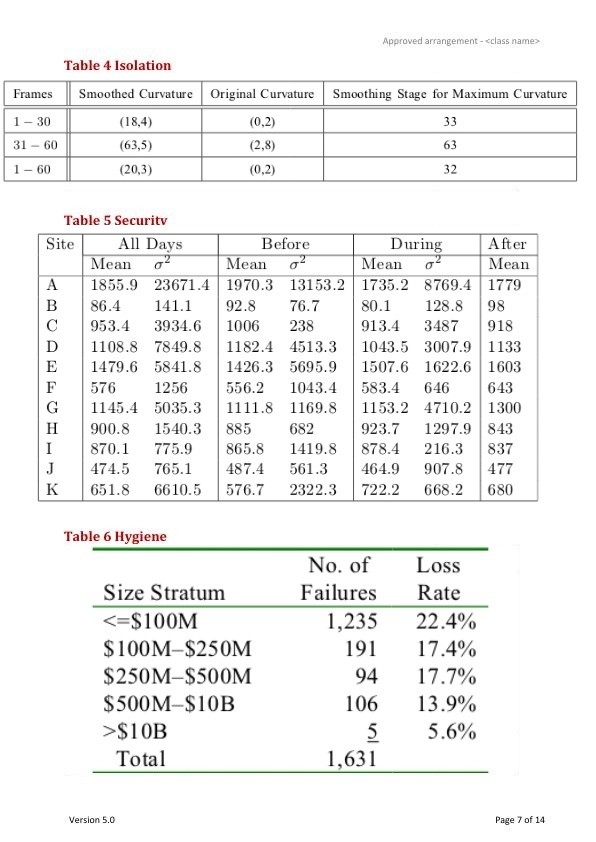 Approved arrangement - <class name>
Table 4 Isolation
Frames Smoothed Curvature Original Curvature Smoothing Stage for Maximum Curvature
1 – 30 (18,4) (0,2) 33
31 – 60 (63,5) (2,8) 63
1 – 60 (20,3) (0,2) 32
Table 5 Security
Site All Days Before During After
Mean σ² Mean σ² Mean σ² Mean
A 1855.9 23671.4 1970.3 13153.2 1735.2 8769.4 1779
B 86.4 141.1 92.8 76.7 80.1 128.8 98
C 953.4 3934.6 1006 238 913.4 3487 918
D 1108.8 7849.8 1182.4 4513.3 1043.5 3007.9 1133
E 1479.6 5841.8 1426.3 5695.9 1507.6 1622.6 1603
F 576 1256 556.2 1043.4 583.4 646 643
G 1145.4 5035.3 1111.8 1169.8 1153.2 4710.2 1300
H 900.8 1540.3 885 682 923.7 1297.9 843
I 870.1 775.9 865.8 1419.8 878.4 216.3 837
J 474.5 765.1 487.4 561.3 464.9 907.8 477
K 651.8 6610.5 576.7 2322.3 722.2 668.2 680
Table 6 Hygiene
No. of Loss
Size Stratum Failures Rate
<=$100M 1,235 22.4%
$100M–$250M 191 17.4%
$250M–$500M 94 17.7%
$500M–$10B 106 13.9%
>$10B 5 5.6%
Total 1,631
Version 5.0 Page 7 of 14